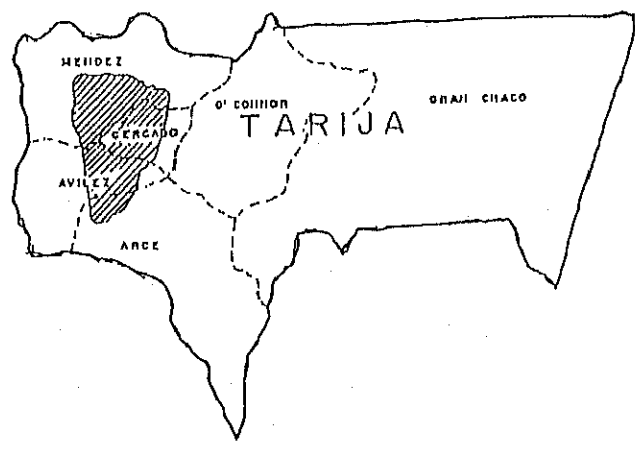 MENDEZ
O' CONNOR
GRAN CHACO
TARIJA
CERCADO
AVILEZ
ARCE